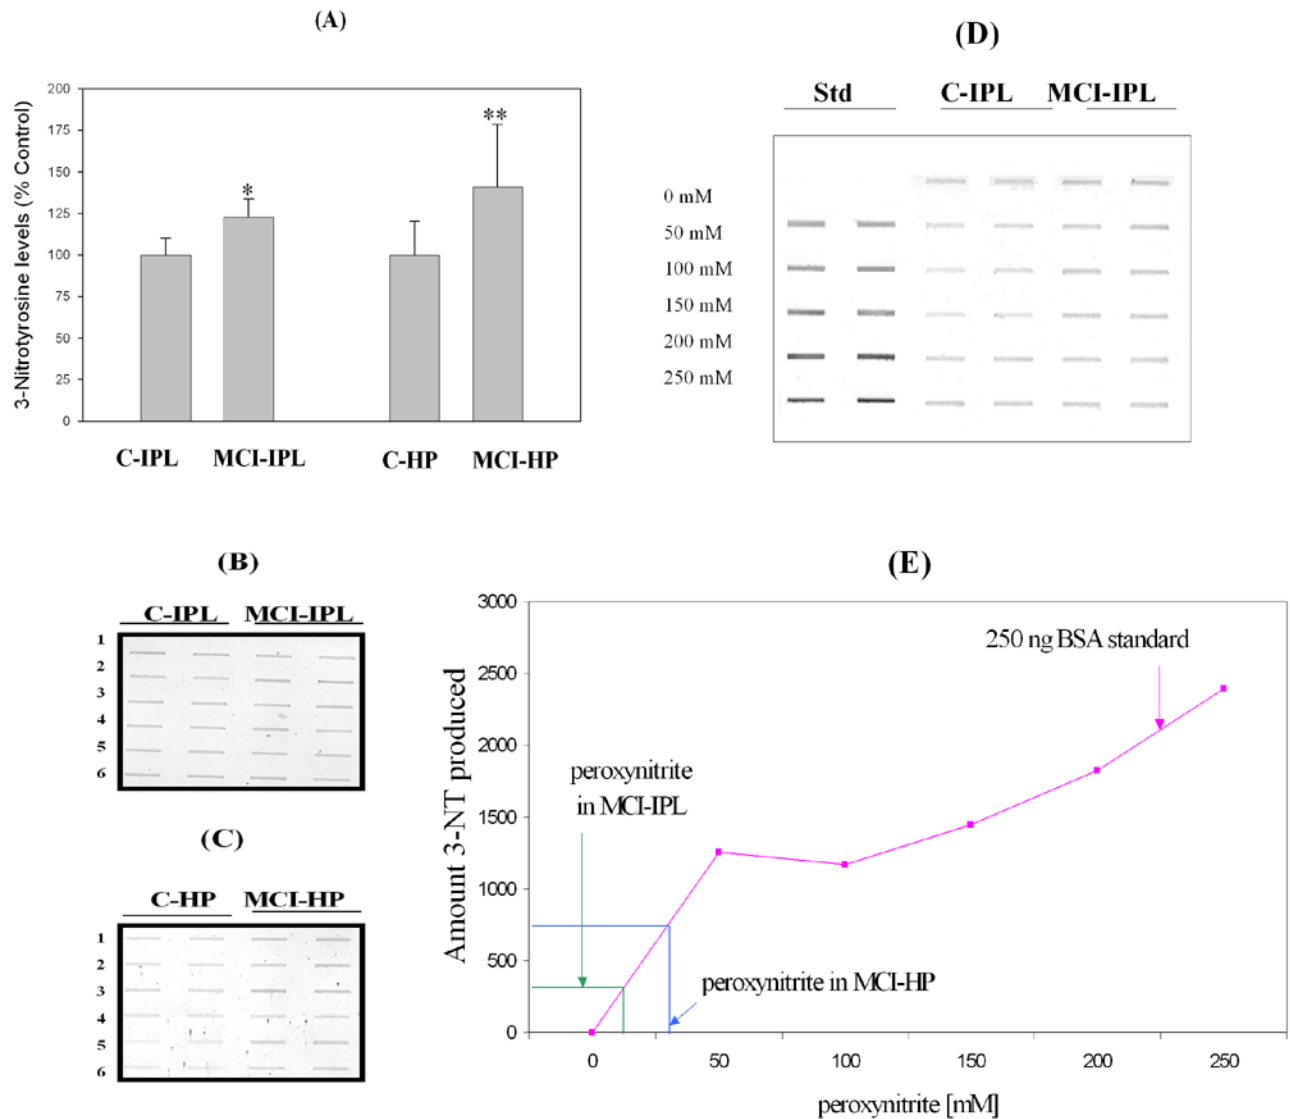 (A)
200
175
150
125
100
75
50
25
0
3-Nitrotyrosine levels (% Control)
*
**
C-IPL MCI-IPL C-HP MCI-HP
(B)
C-IPL MCI-IPL
1
2
3
4
5
6
(C)
C-HP MCI-HP
1
2
3
4
5
6
(D)
Std C-IPL MCI-IPL
0 mM
50 mM
100 mM
150 mM
200 mM
250 mM
(E)
3000
2500
2000
1500
1000
500
0
Amount 3-NT produced
250 ng BSA standard
peroxynitrite
in MCI-IPL
peroxynitrite in MCI-HP
0 50 100 150 200 250
peroxynitrite [mM]